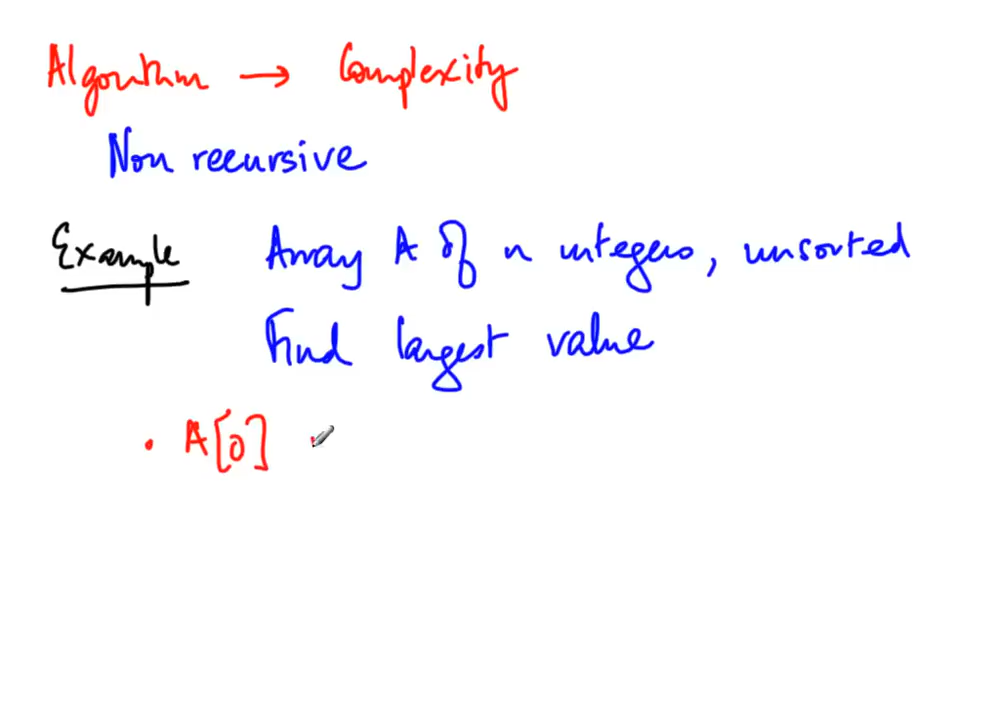 Algorithm → Complexity
Non recursive
Example Array A of n integers, unsorted
Find largest value
. A[0]